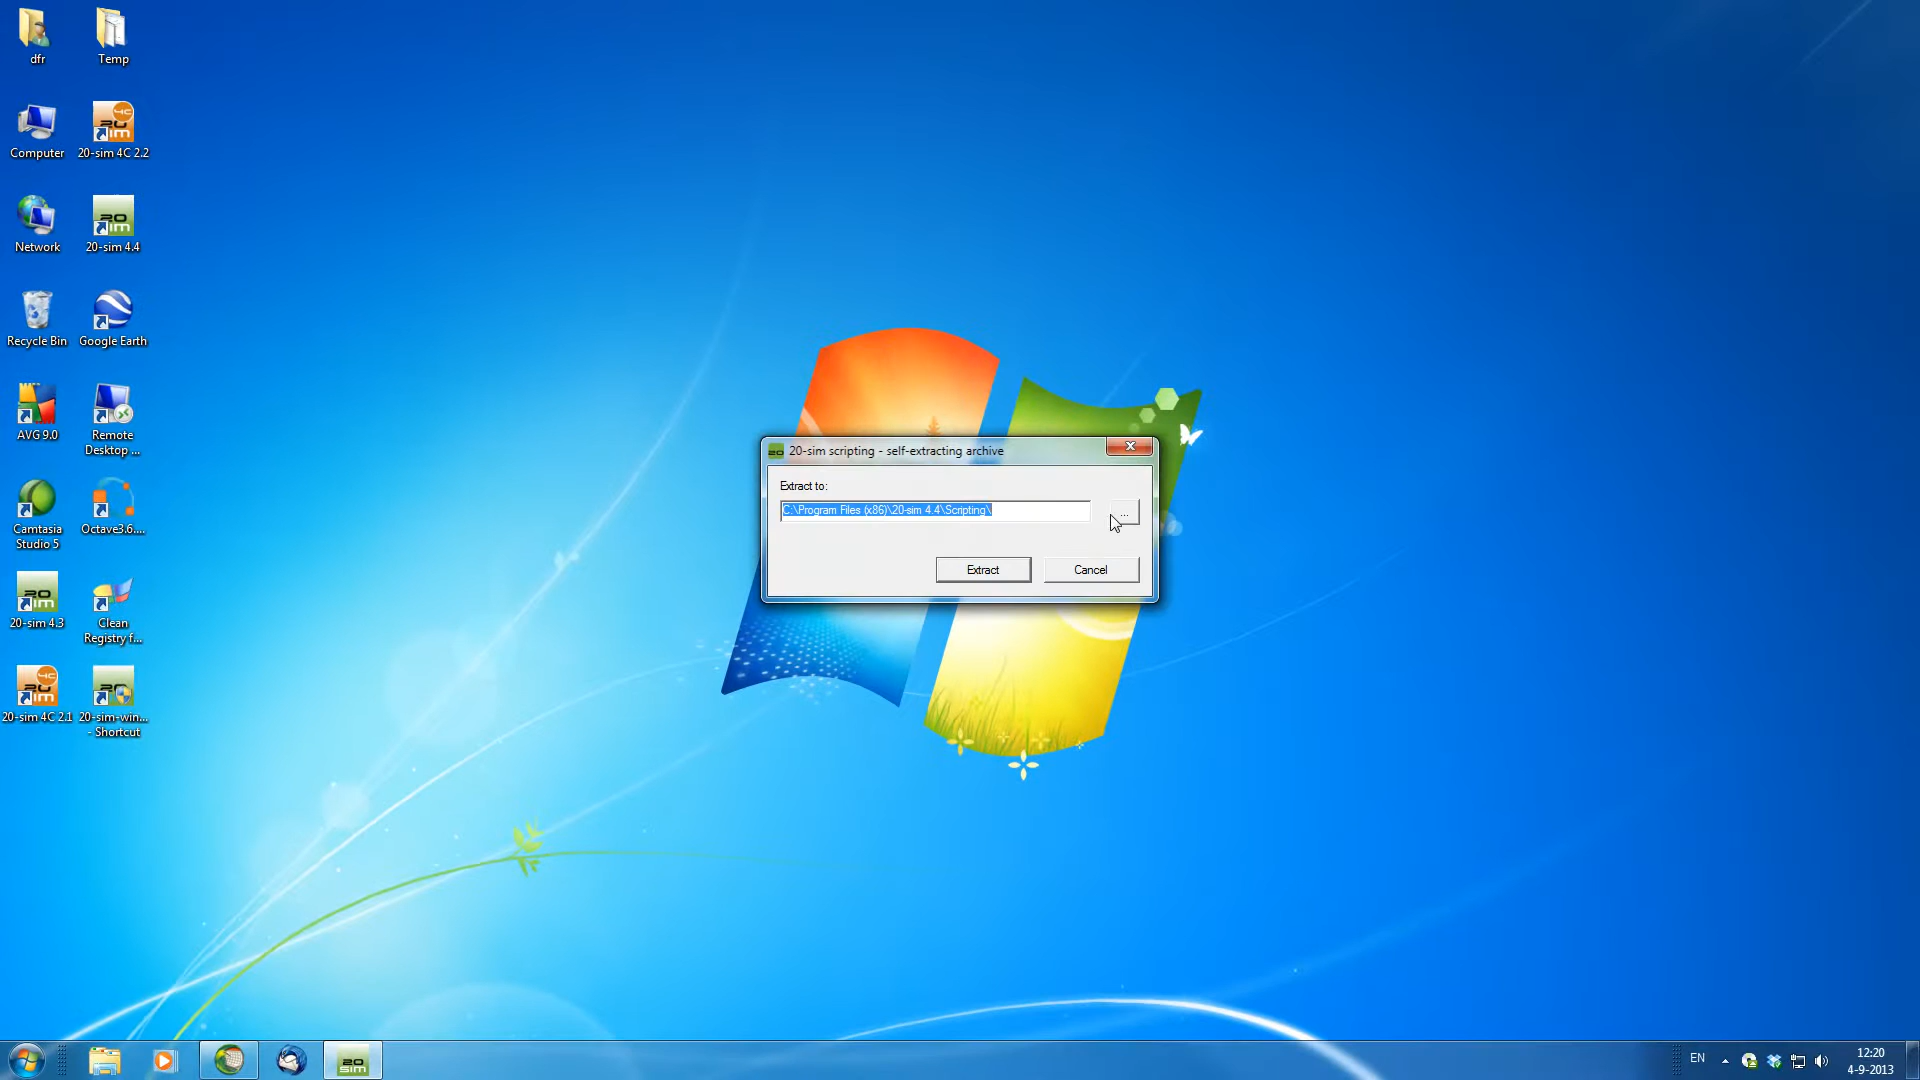 dfr
Temp
Computer
20-sim 4C 2.2
Network
20-sim 4.4
Recycle Bin
Google Earth
AVG 9.0
Remote
Desktop ...
Camtasia
Studio 5
Octave3.6....
20-sim 4.3
Clean
Registry f...
20-sim 4C 2.1
20-sim-win...
- Shortcut
20-sim scripting - self-extracting archive
Extract to:
C:\Program Files (x86)\20-sim 4.4\Scripting\
...
Extract
Cancel
20
sim
EN
12:20
4-9-2013